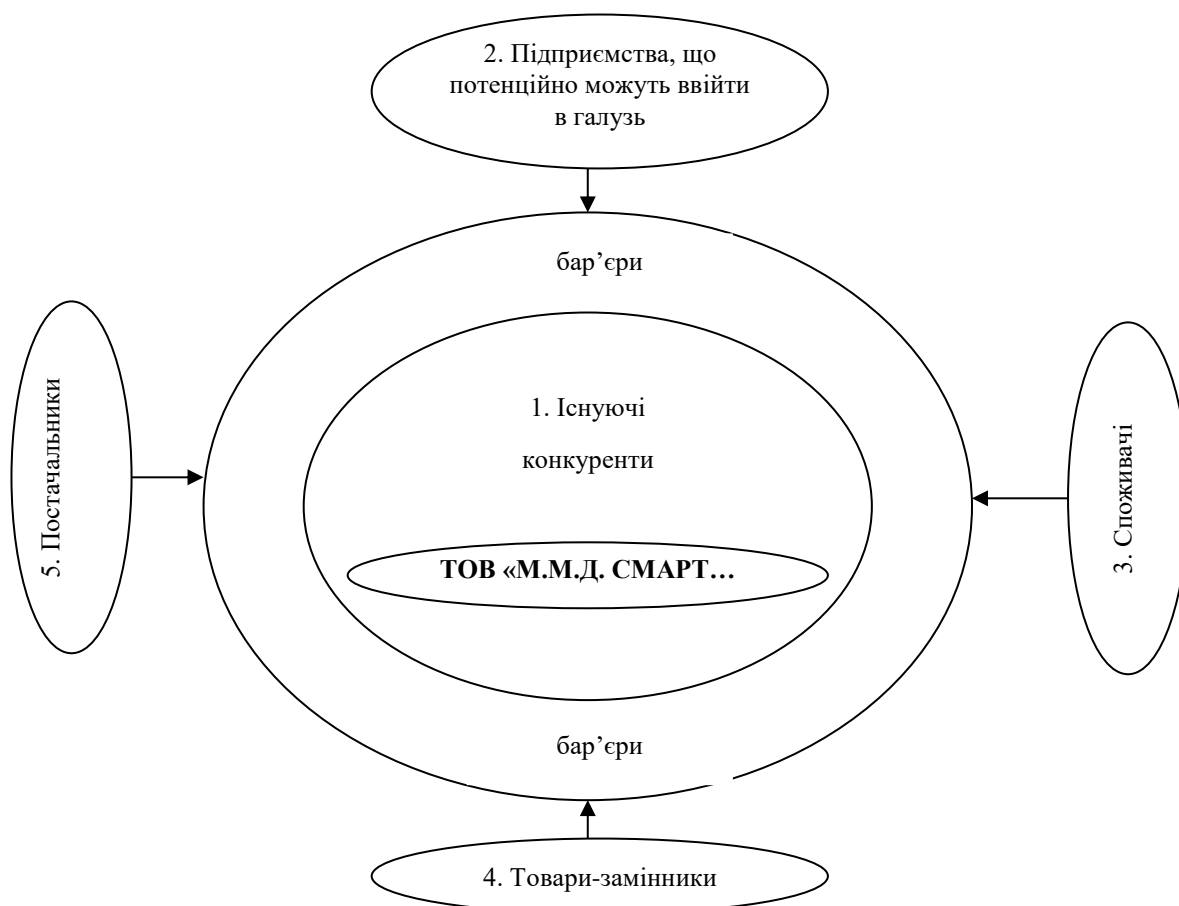 2. Підприємства, що
потенційно можуть ввійти
в галузь
бар’єри
5. Постачальники
1. Існуючі
конкуренти
3. Споживачі
ТОВ «М.М.Д. СМАРТ…
бар’єри
4. Товари-замінники